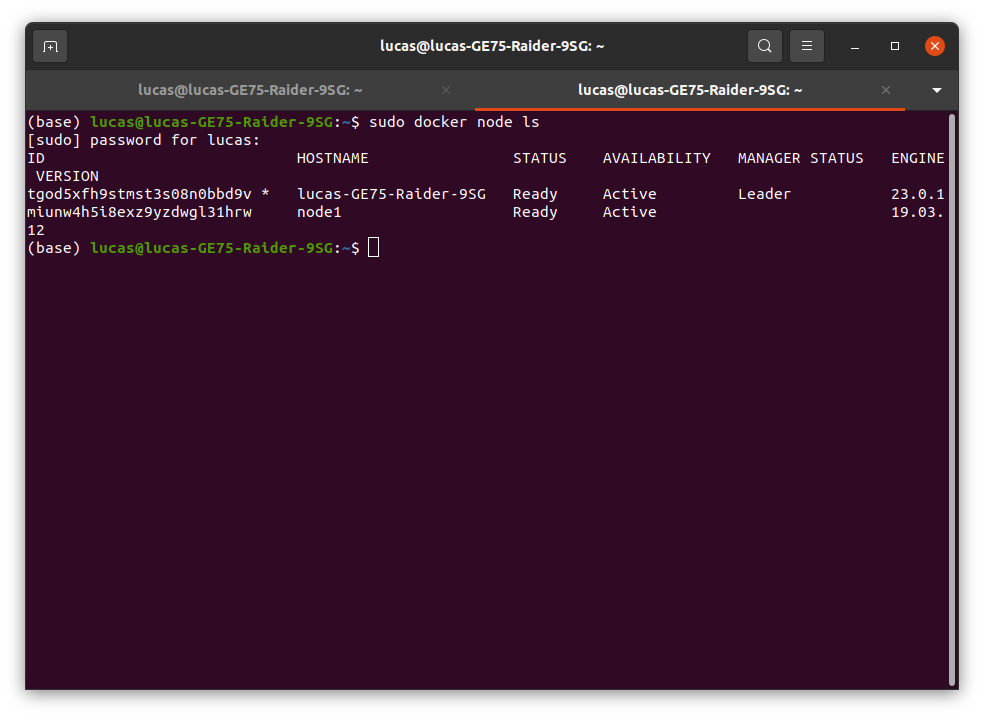 lucas@lucas-GE75-Raider-9SG: ~
lucas@lucas-GE75-Raider-9SG: ~
lucas@lucas-GE75-Raider-9SG: ~
(base) lucas@lucas-GE75-Raider-9SG:~$ sudo docker node ls
[sudo] password for lucas:
ID                            HOSTNAME                STATUS    AVAILABILITY   MANAGER STATUS   ENGINE
 VERSION
tgod5xfh9stmst3s08n0bbd9v *   lucas-GE75-Raider-9SG   Ready     Active         Leader           23.0.1
miunw4h5i8exz9yzdwgl31hrw     node1                   Ready     Active                          19.03.
12
(base) lucas@lucas-GE75-Raider-9SG:~$